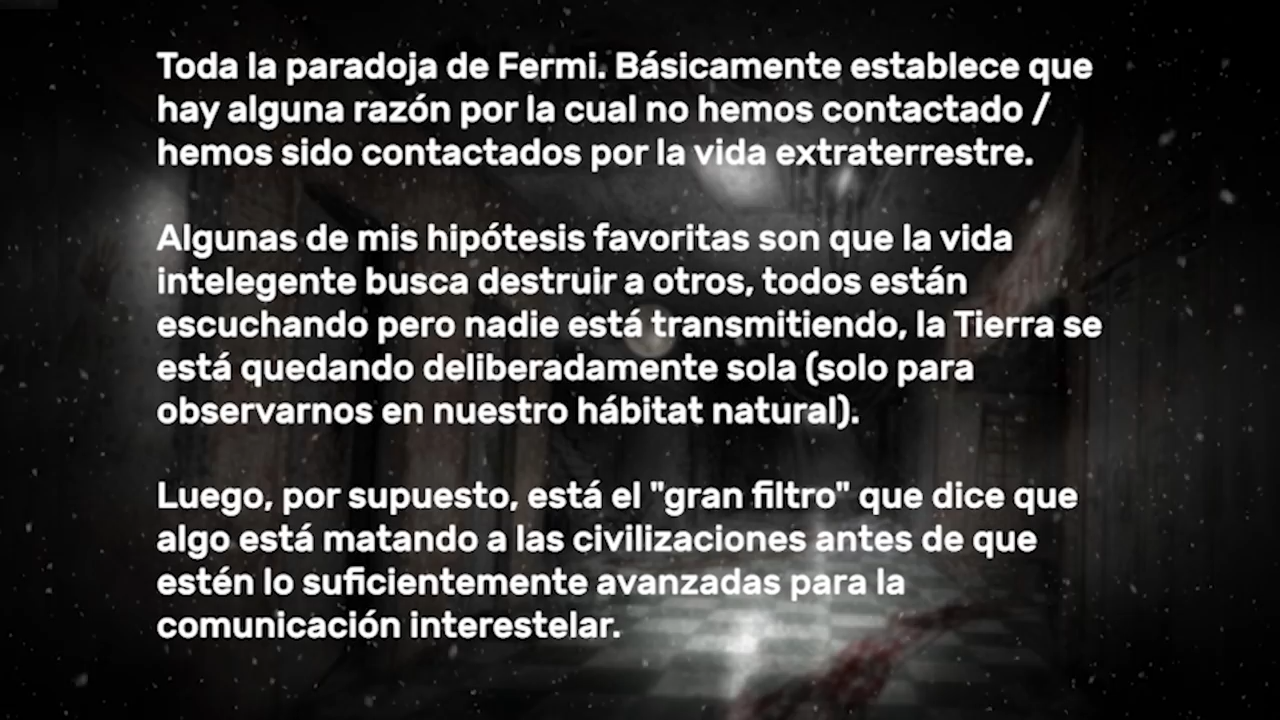 Toda la paradoja de Fermi. Básicamente establece que
hay alguna razón por la cual no hemos contactado /
hemos sido contactados por la vida extraterrestre.
Algunas de mis hipótesis favoritas son que la vida
intelegente busca destruir a otros, todos están
escuchando pero nadie está transmitiendo, la Tierra se
está quedando deliberadamente sola (solo para
observarnos en nuestro hábitat natural).
Luego, por supuesto, está el "gran filtro" que dice que
algo está matando a las civilizaciones antes de que
estén lo suficientemente avanzadas para la
comunicación interestelar.